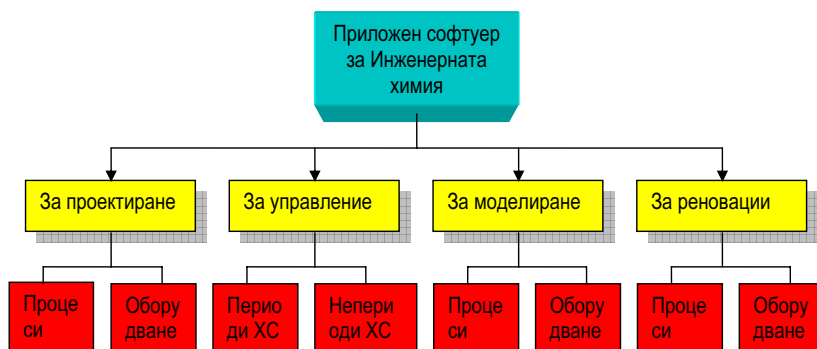 Приложен софтуер
за Инженерната
химия
За проектиране
За управление
За моделиране
За реновации
Проце
си
Обору
дване
Перио
ди ХС
Непери
оди ХС
Проце
си
Обору
дване
Проце
си
Обору
дване